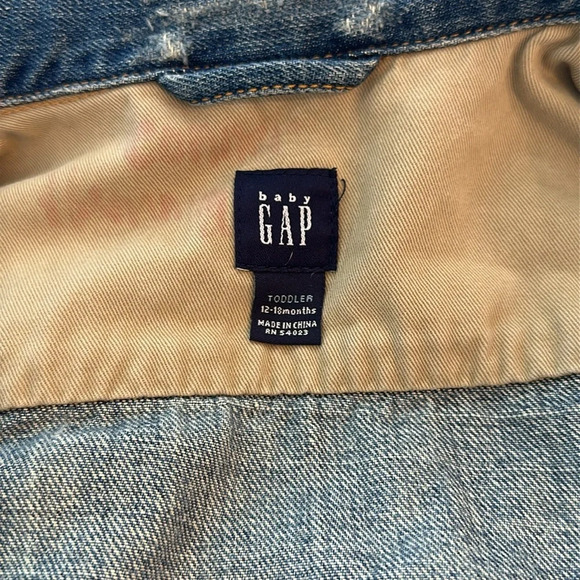 baby
GAP
TODDLER
12-18months
MADE IN CHINA
RN 54023